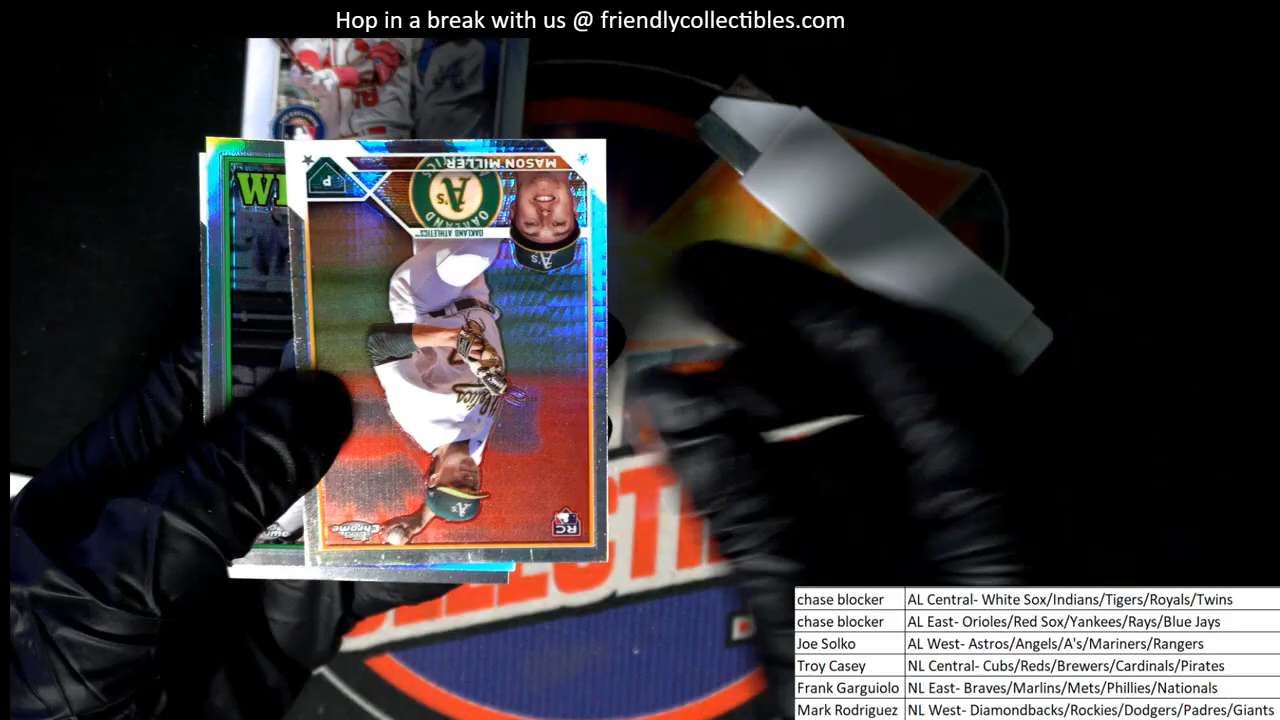 Hop in a break with us @ friendlycollectibles.com
MASON MILLER
P
A's
OAKLAND ATHLETICS™
A's
A's
RC
Topps
Chrome
chase blocker AL Central- White Sox/Indians/Tigers/Royals/Twins
chase blocker AL East- Orioles/Red Sox/Yankees/Rays/Blue Jays
Joe Solko AL West- Astros/Angels/A's/Mariners/Rangers
Troy Casey NL Central- Cubs/Reds/Brewers/Cardinals/Pirates
Frank Garguiolo NL East- Braves/Marlins/Mets/Phillies/Nationals
Mark Rodriguez NL West- Diamondbacks/Rockies/Dodgers/Padres/Giants